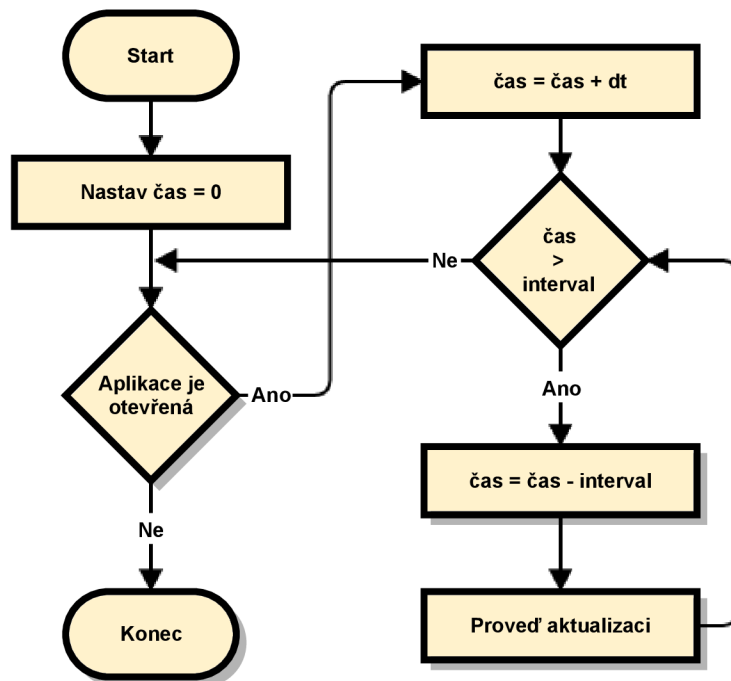 Start
Nastav čas = 0
Aplikace je
otevřená
Ano
Ne
Konec
čas = čas + dt
čas
>
interval
Ne
Ano
čas = čas - interval
Proveď aktualizaci